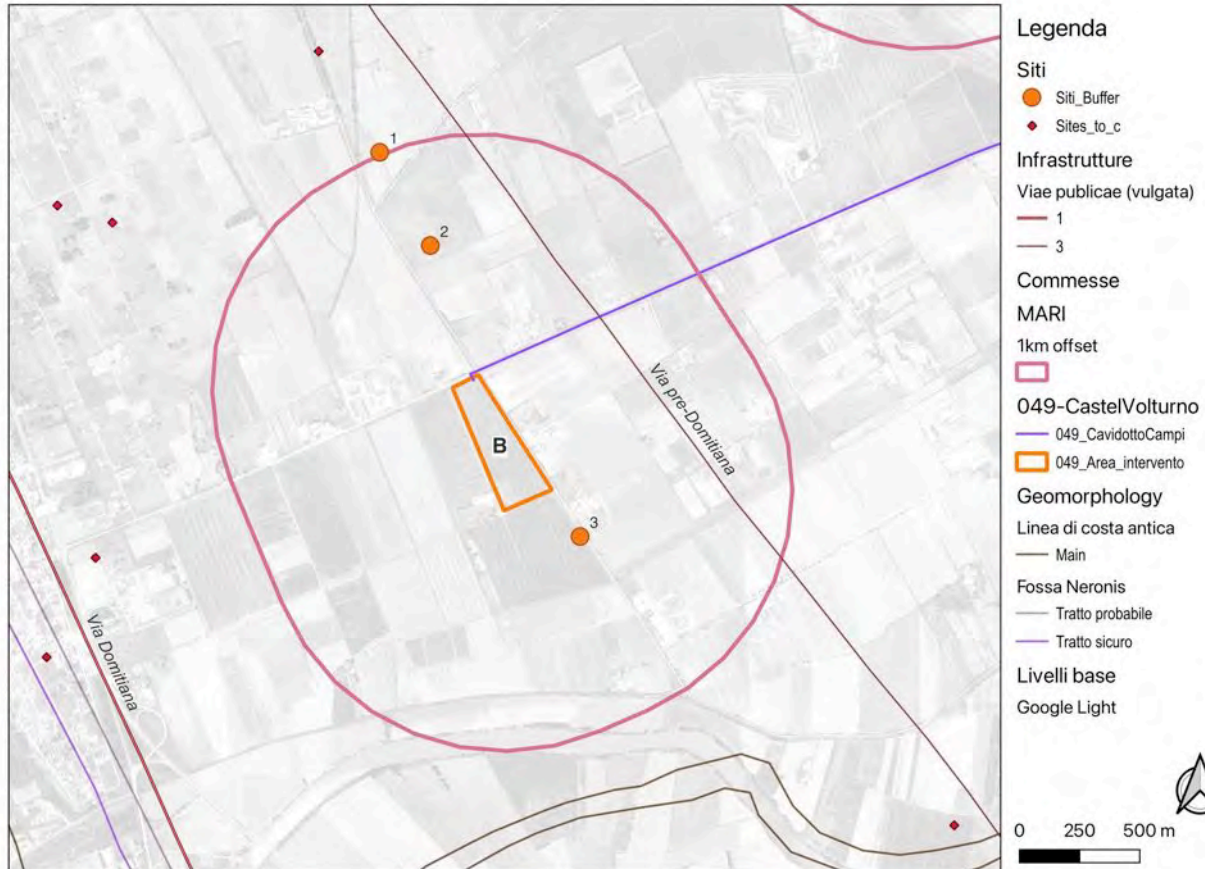 1
2
B
3
Via pre-Domitiana
Via Domitiana
Legenda
Siti
Siti_Buffer
Sites_to_c
Infrastrutture
Viae publicae (vulgata)
1
3
Commesse
MARI
1km offset
049-CastelVolturno
049_CavidottoCampi
049_Area_intervento
Geomorphology
Linea di costa antica
Main
Fossa Neronis
Tratto probabile
Tratto sicuro
Livelli base
Google Light
0 250 500 m